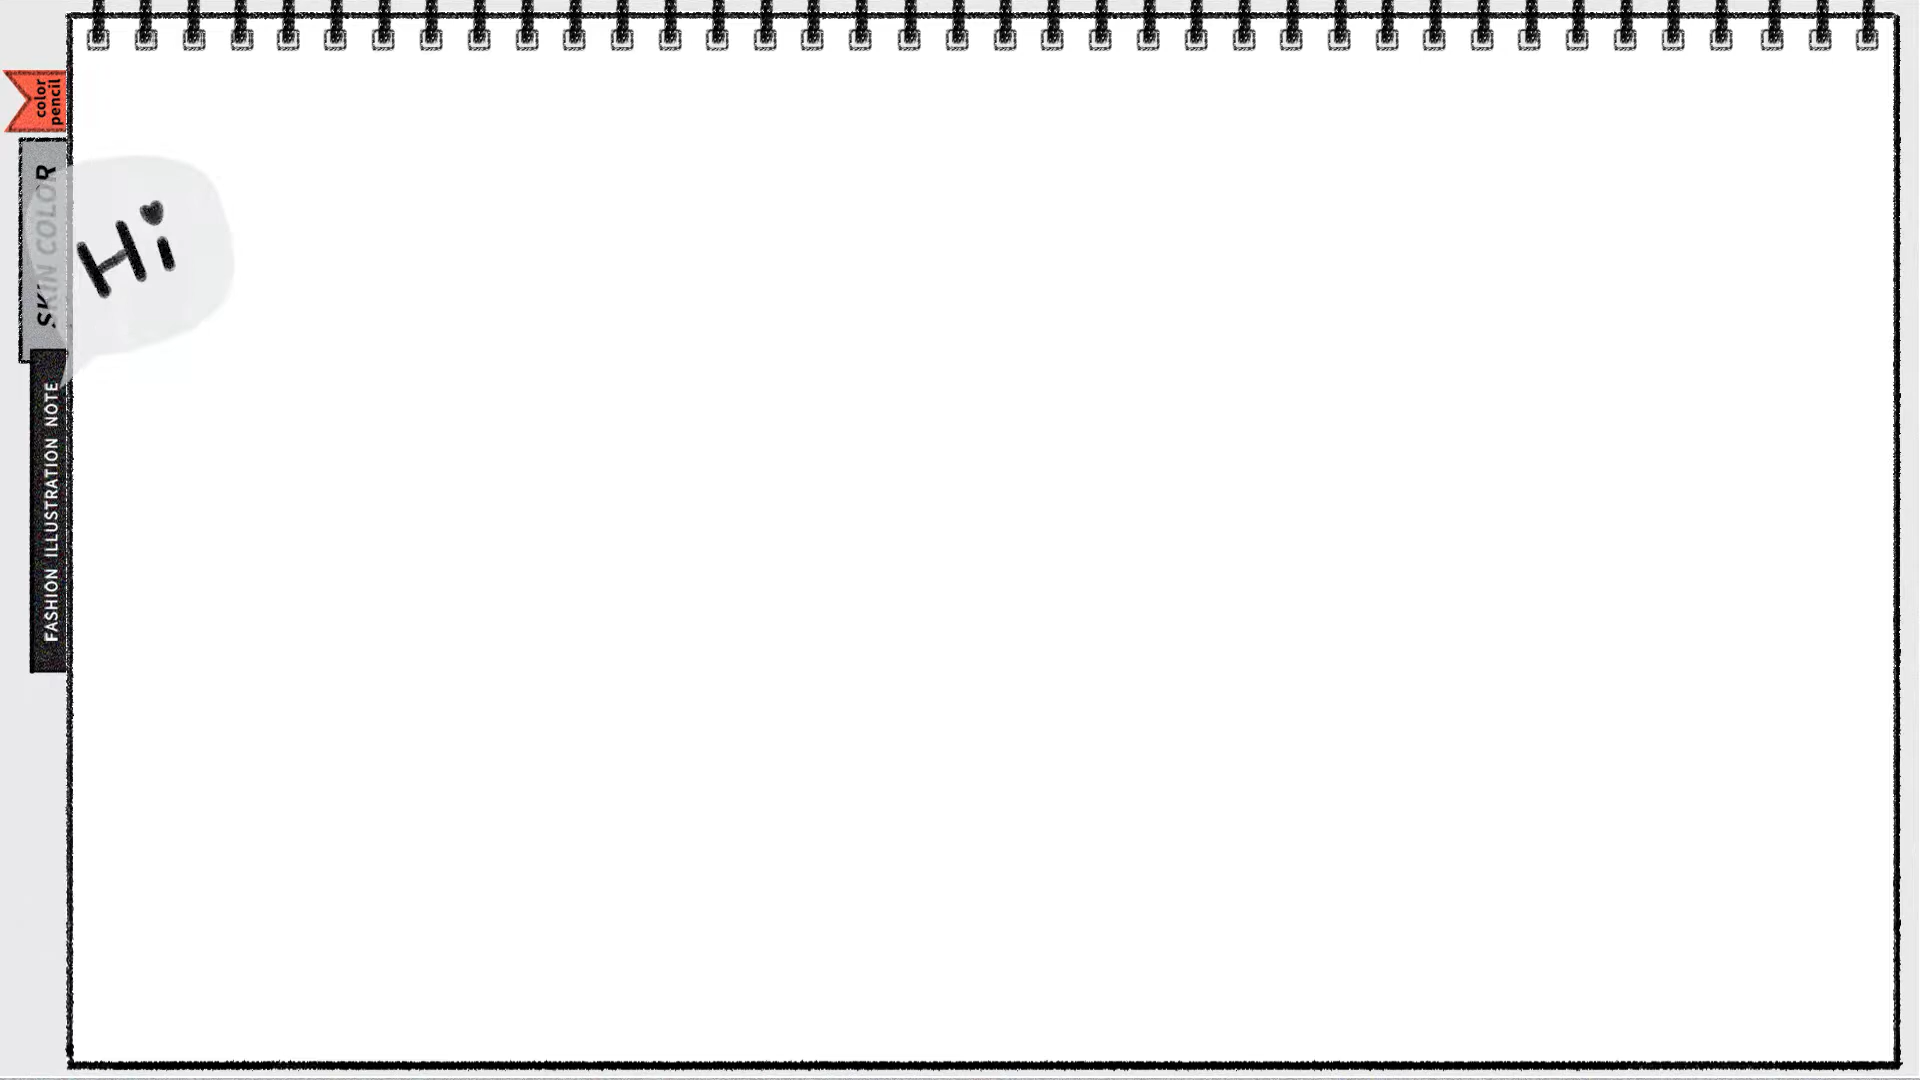 color
pencil
SKIN COLOR
Hi
FASHION ILLUSTRATION NOTE